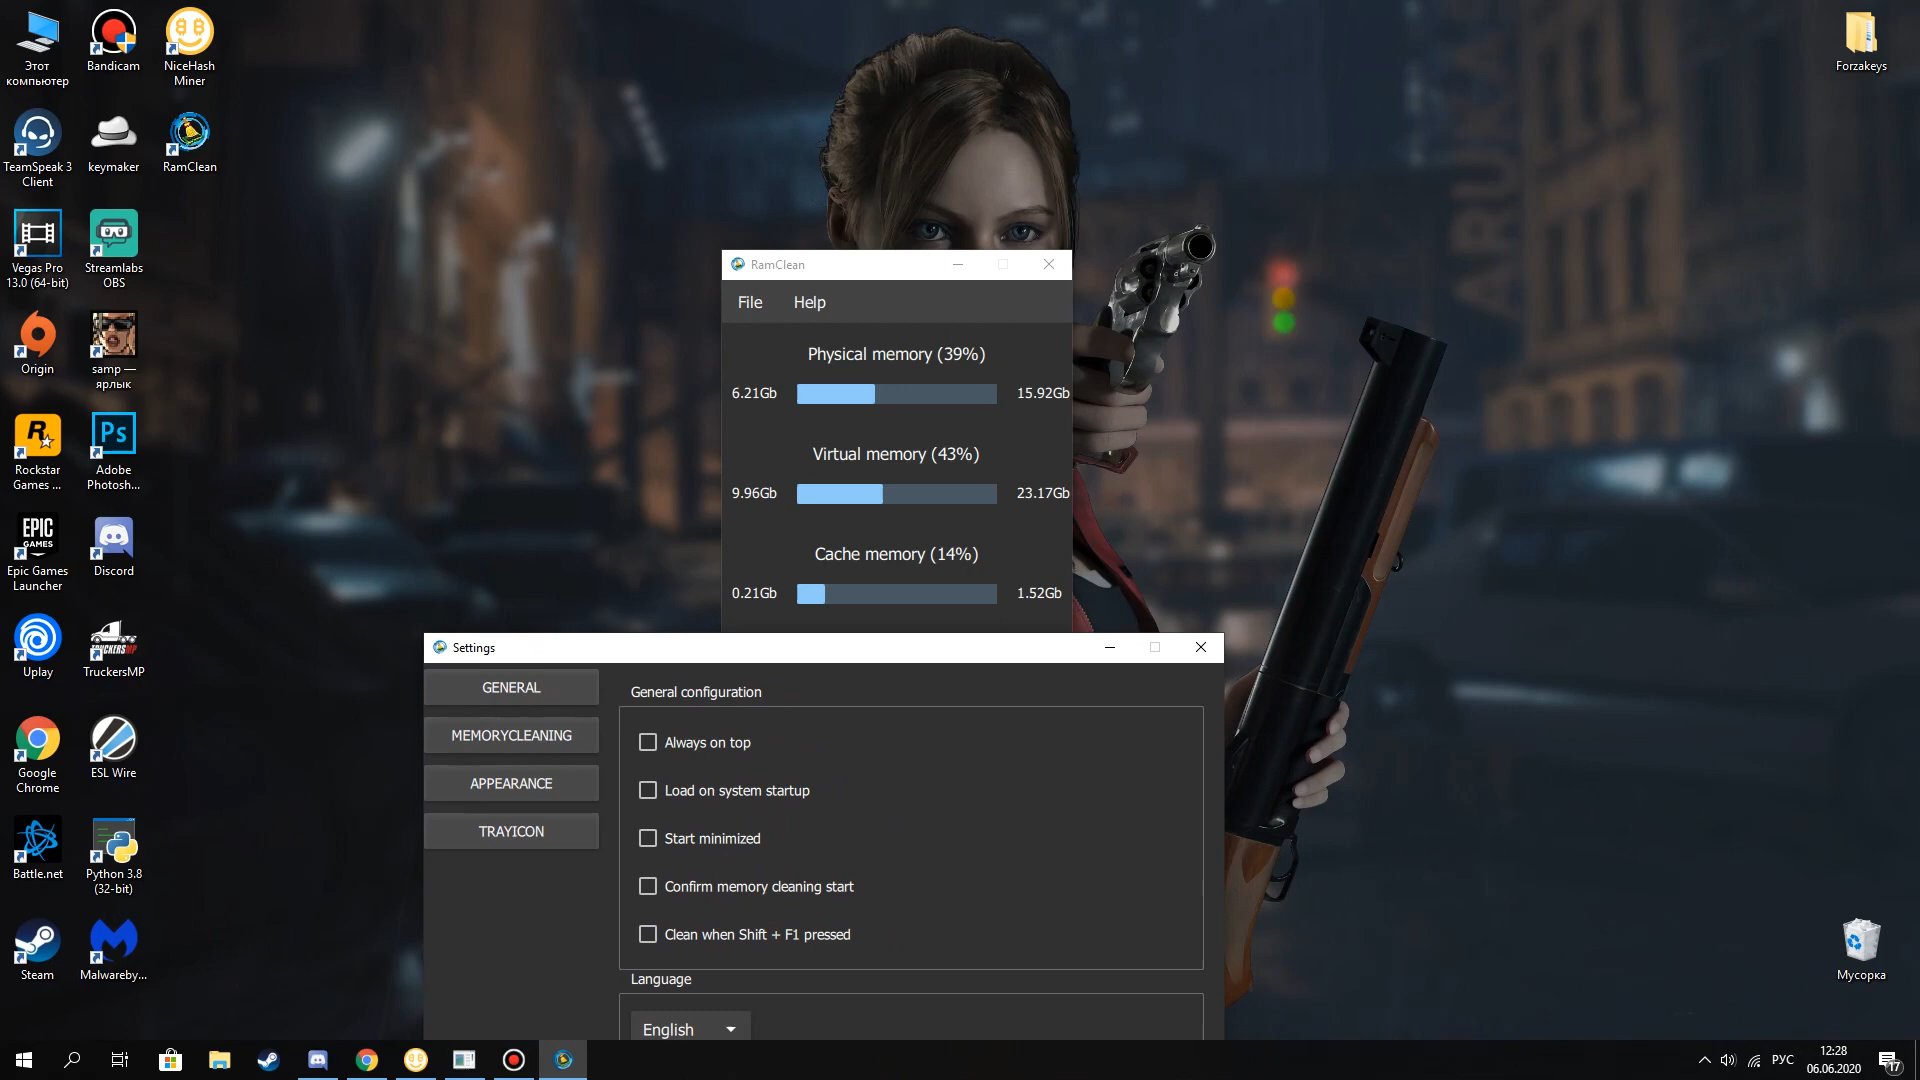 Этот
компьютер
Bandicam
NiceHash
Miner
Forzakeys
TeamSpeak 3
Client
keymaker
RamClean
Vegas Pro
13.0 (64-bit)
Streamlabs
OBS
Origin
samp —
ярлык
Rockstar
Games ...
Ps
Adobe
Photosh...
EPIC
GAMES
Epic Games
Launcher
Discord
Uplay
TRUCKERSMP
TruckersMP
Google
Chrome
ESL Wire
Battle.net
Python 3.8
(32-bit)
Steam
Malwareby...
Мусорка
ARUKAS
RamClean
File Help
Physical memory (39%)
6.21Gb 15.92Gb
Virtual memory (43%)
9.96Gb 23.17Gb
Cache memory (14%)
0.21Gb 1.52Gb
Settings
GENERAL
MEMORYCLEANING
APPEARANCE
TRAYICON
General configuration
Always on top
Load on system startup
Start minimized
Confirm memory cleaning start
Clean when Shift + F1 pressed
Language
English
РУС
12:28
06.06.2020
17